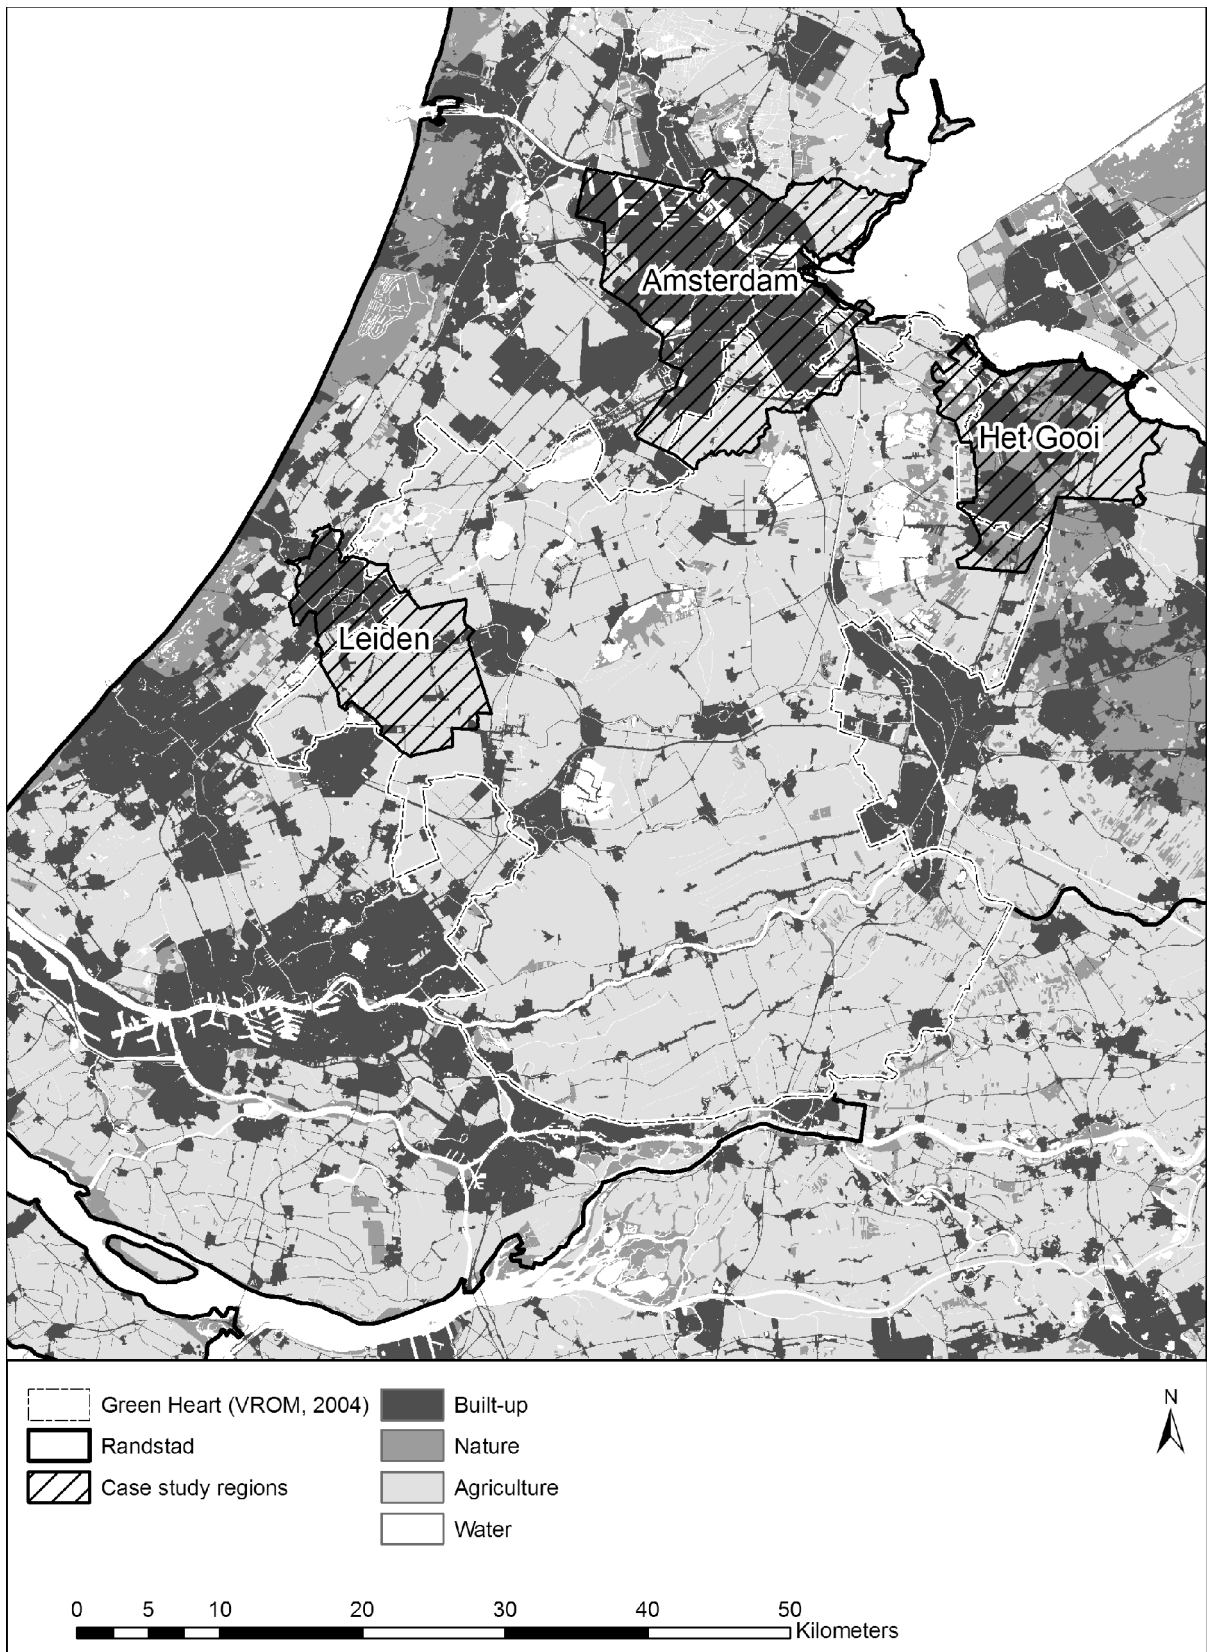 Amsterdam
Het Gooi
Leiden
Green Heart (VROM, 2004)
Randstad
Case study regions
Built-up
Nature
Agriculture
Water
N
0 5 10 20 30 40 50
Kilometers